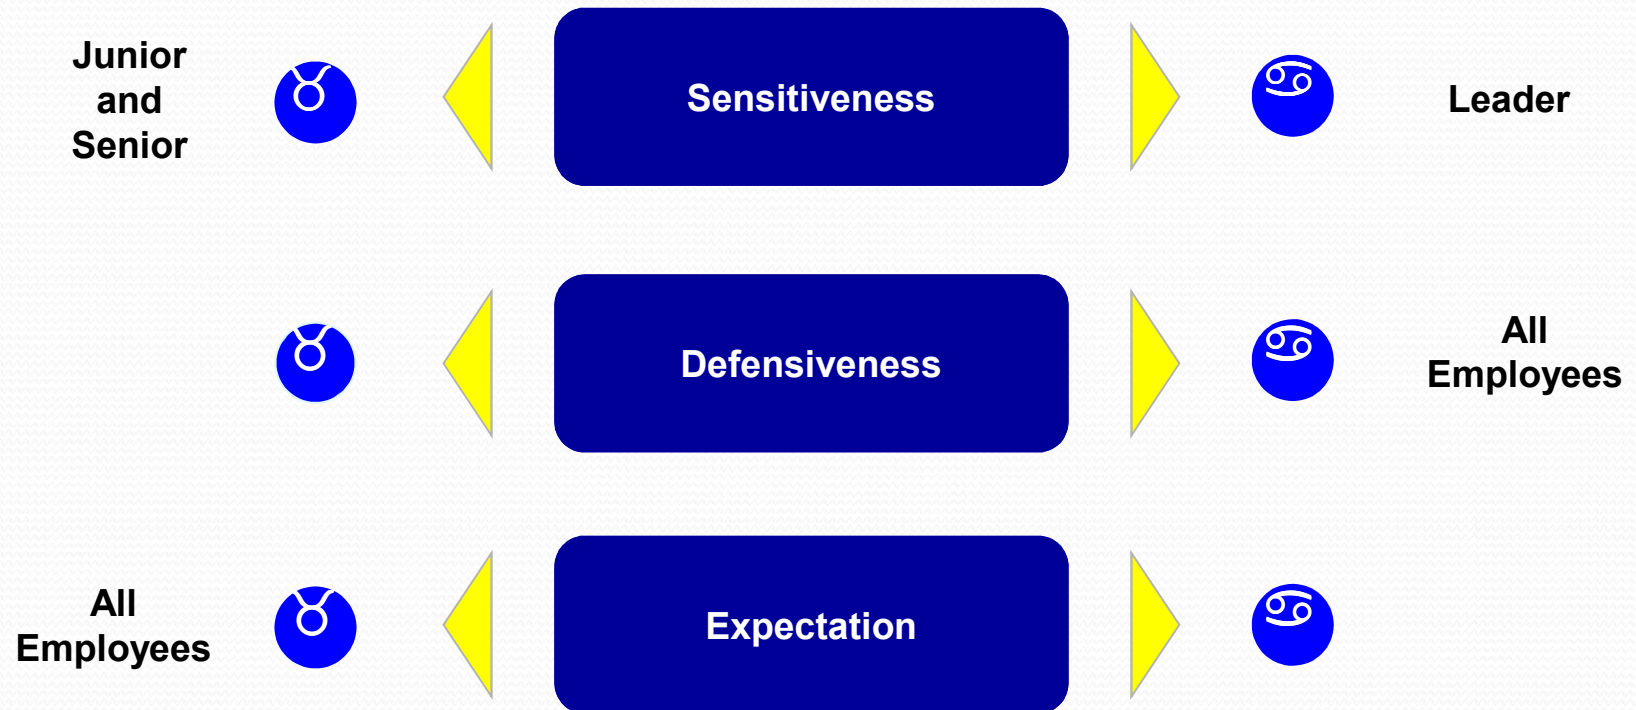 Junior
and
Senior
♉
Sensitiveness
♋
Leader
♉
Defensiveness
♋
All
Employees
All
Employees
♉
Expectation
♋